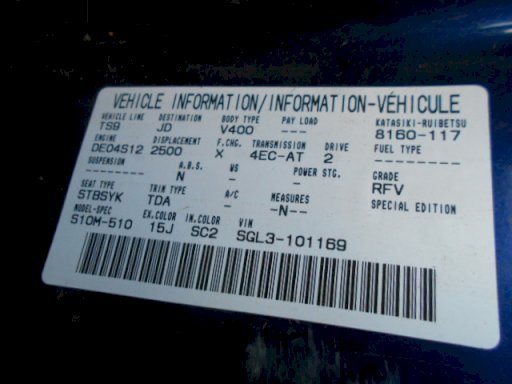 VEHICLE INFORMATION/INFORMATION-VÉHICULE
VEHICLE LINE DESTINATION BODY TYPE PAY LOAD KATASIKI-RUIBETSU
TS9 JD V400 --- 8160-117
ENGINE DISPLACEMENT F.CHG. TRANSMISSION DRIVE FUEL TYPE
DE04S12 2500 × 4EC-AT 2 ---
SUSPENSION A.B.S. WS POWER STG. GRADE
- N - - RFV
SEAT TYPE TRIM TYPE A/C MEASURES SPECIAL EDITION
STBSYK TDA - -N---
MODEL-SPEC EX.COLOR IN.COLOR VIN
S10M-510 15J SC2 SGL3-101169